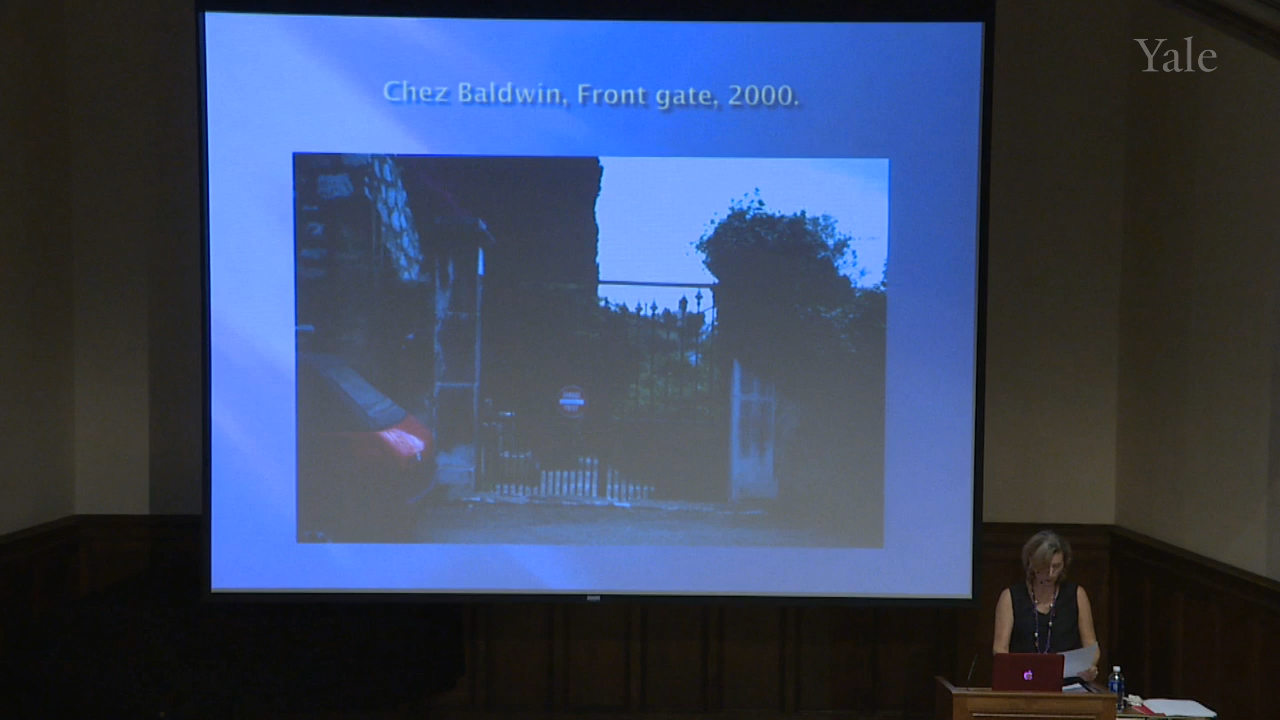 Yale
Chez Baldwin, Front gate, 2000.